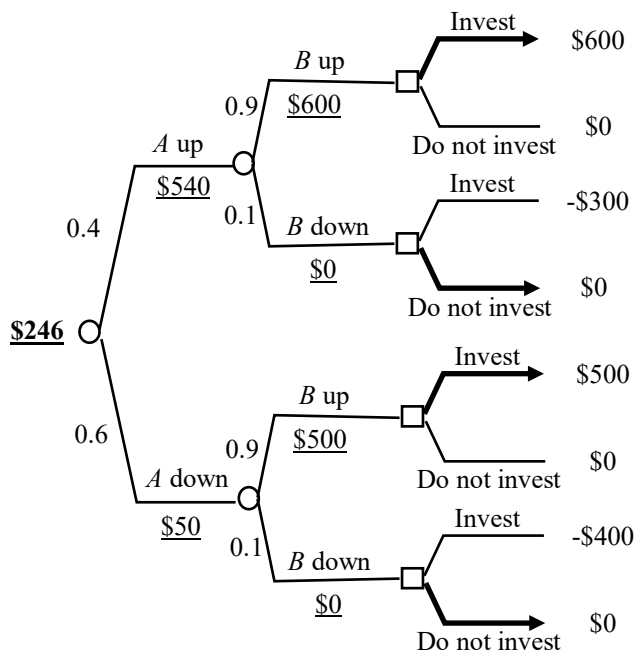 Invest
$600
B up
0.9
$600
$0
Do not invest
A up
Invest
$540
-$300
0.1
B down
0.4
$0
$0
Do not invest
$246
Invest
$500
B up
0.6
0.9
$500
$0
A down
Do not invest
Invest
$50
-$400
0.1
B down
$0
$0
Do not invest